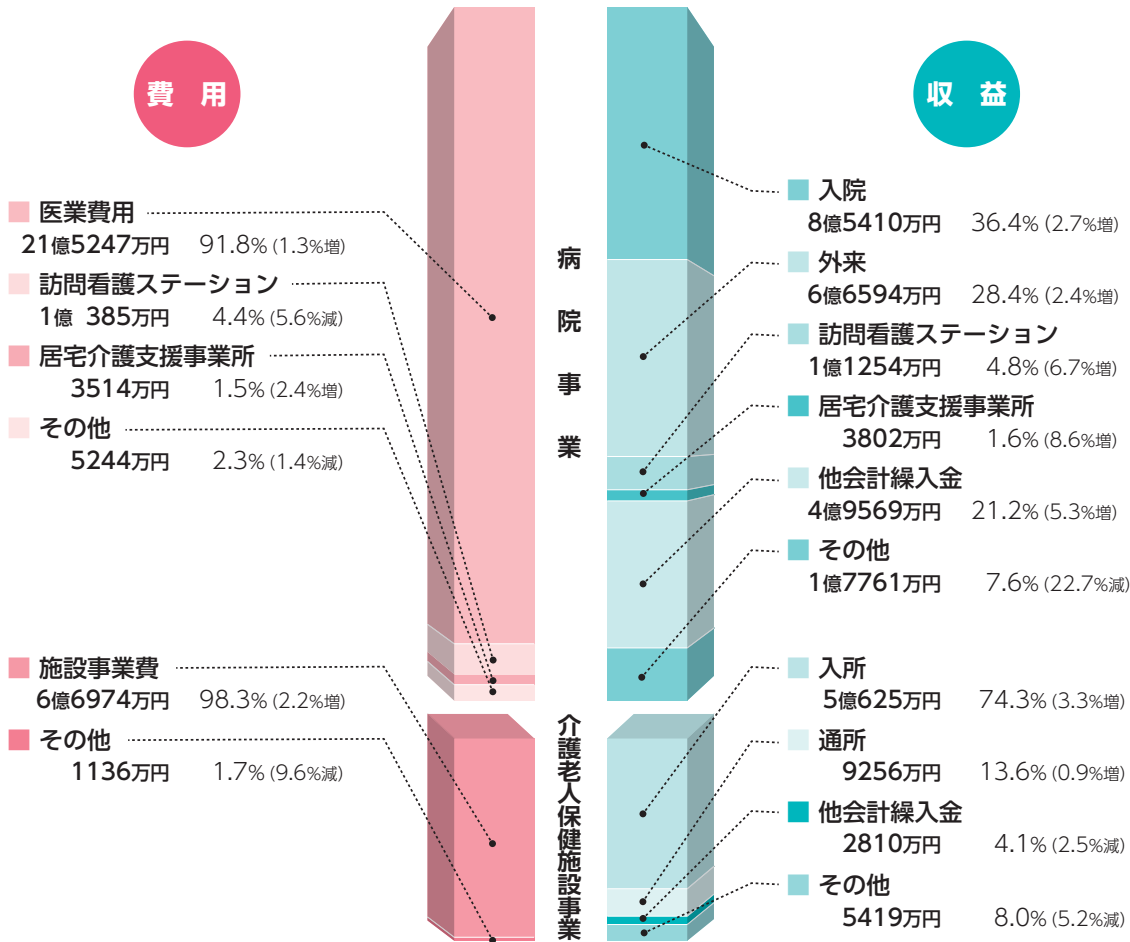 費用
医業費用
21億5247万円 91.8% (1.3%増)
訪問看護ステーション
1億 385万円 4.4% (5.6%減)
居宅介護支援事業所
3514万円 1.5% (2.4%増)
その他
5244万円 2.3% (1.4%減)
施設事業費
6億6974万円 98.3% (2.2%増)
その他
1136万円 1.7% (9.6%減)
病院事業
介護老人保健施設事業
収益
入院
8億5410万円 36.4% (2.7%増)
外来
6億6594万円 28.4% (2.4%増)
訪問看護ステーション
1億1254万円 4.8% (6.7%増)
居宅介護支援事業所
3802万円 1.6% (8.6%増)
他会計繰入金
4億9569万円 21.2% (5.3%増)
その他
1億7761万円 7.6% (22.7%減)
入所
5億625万円 74.3% (3.3%増)
通所
9256万円 13.6% (0.9%増)
他会計繰入金
2810万円 4.1% (2.5%減)
その他
5419万円 8.0% (5.2%減)